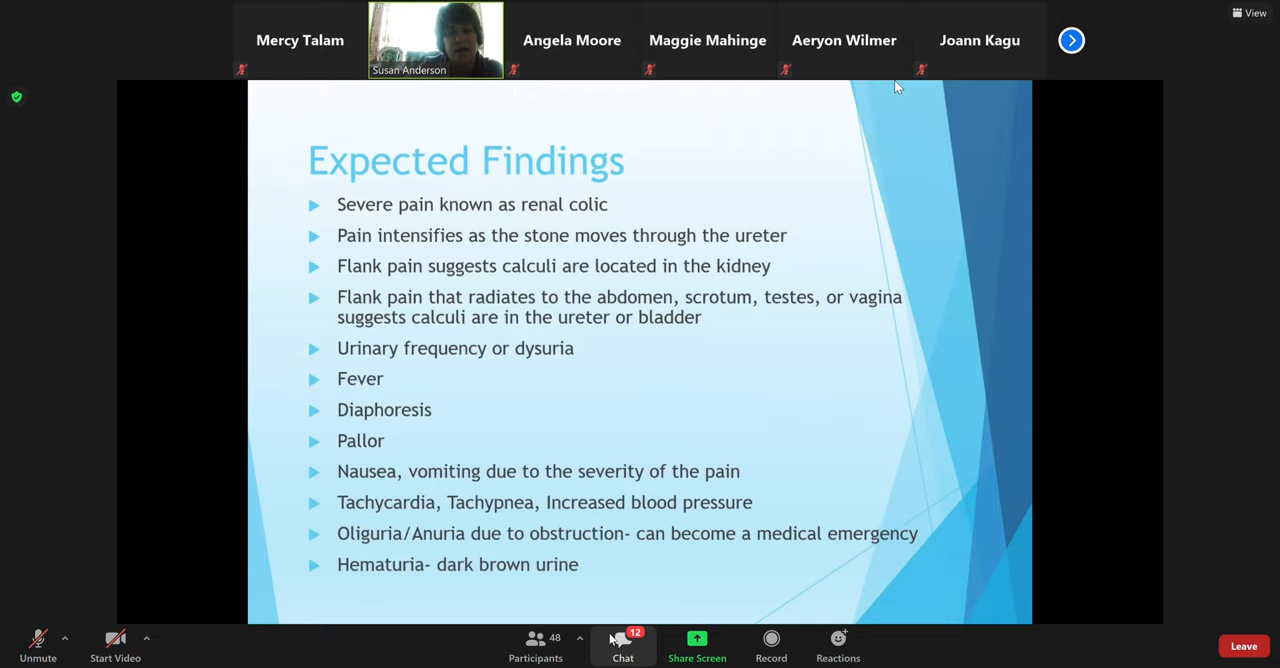 View
Mercy Talam
Susan Anderson
Angela Moore
Maggie Mahinge
Aeryon Wilmer
Joann Kagu
Expected Findings
Severe pain known as renal colic
Pain intensifies as the stone moves through the ureter
Flank pain suggests calculi are located in the kidney
Flank pain that radiates to the abdomen, scrotum, testes, or vagina
suggests calculi are in the ureter or bladder
Urinary frequency or dysuria
Fever
Diaphoresis
Pallor
Nausea, vomiting due to the severity of the pain
Tachycardia, Tachypnea, Increased blood pressure
Oliguria/Anuria due to obstruction- can become a medical emergency
Hematuria- dark brown urine
Unmute
Start Video
48
Participants
12
Chat
Share Screen
Record
Reactions
Leave